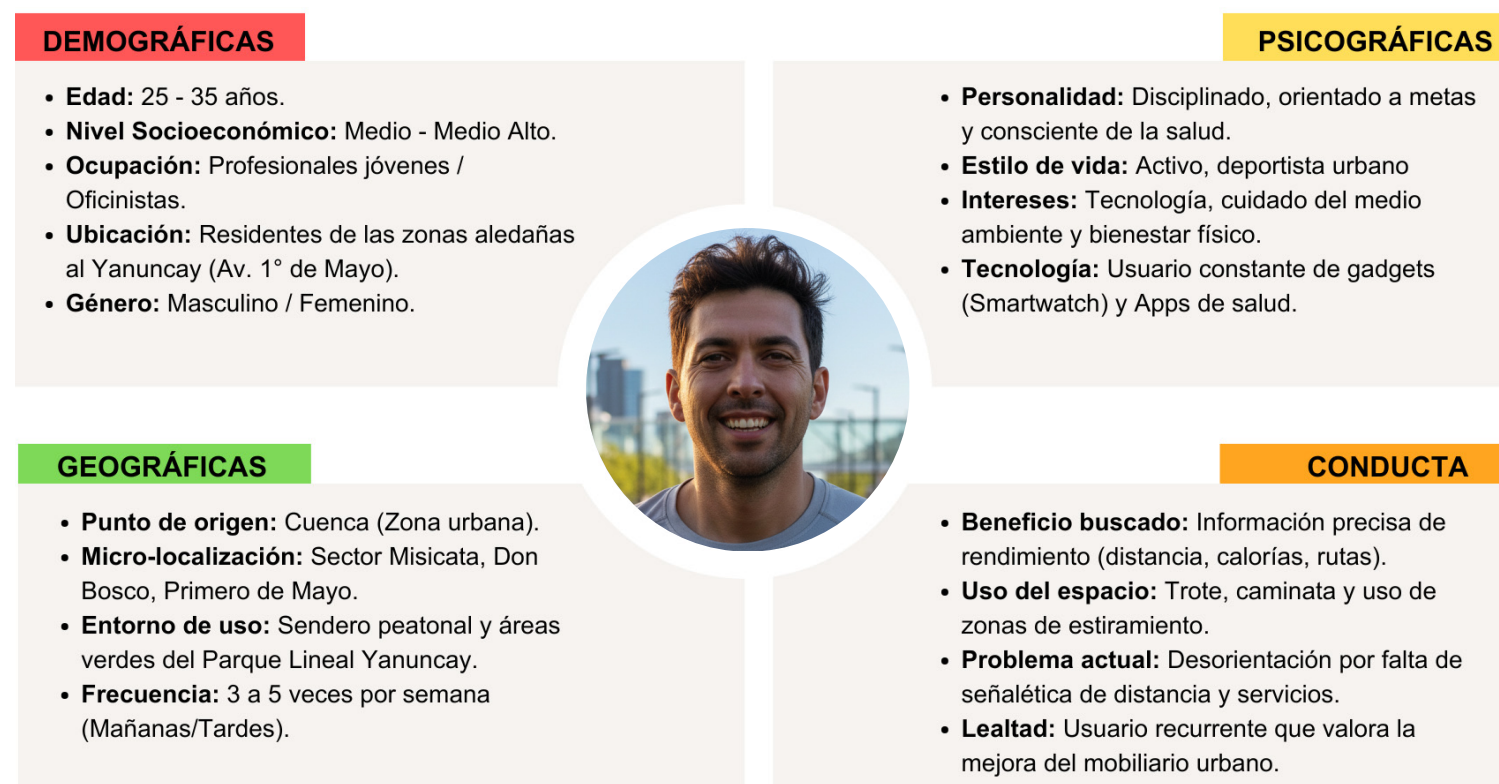 DEMOGRÁFICAS
• Edad: 25 - 35 años.
• Nivel Socioeconómico: Medio - Medio Alto.
• Ocupación: Profesionales jóvenes /
Oficinistas.
• Ubicación: Residentes de las zonas aledañas
al Yanuncay (Av. 1° de Mayo).
• Género: Masculino / Femenino.
PSICOGRÁFICAS
• Personalidad: Disciplinado, orientado a metas
y consciente de la salud.
• Estilo de vida: Activo, deportista urbano
• Intereses: Tecnología, cuidado del medio
ambiente y bienestar físico.
• Tecnología: Usuario constante de gadgets
(Smartwatch) y Apps de salud.
GEOGRÁFICAS
• Punto de origen: Cuenca (Zona urbana).
• Micro-localización: Sector Misicata, Don
Bosco, Primero de Mayo.
• Entorno de uso: Sendero peatonal y áreas
verdes del Parque Lineal Yanuncay.
• Frecuencia: 3 a 5 veces por semana
(Mañanas/Tardes).
CONDUCTA
• Beneficio buscado: Información precisa de
rendimiento (distancia, calorías, rutas).
• Uso del espacio: Trote, caminata y uso de
zonas de estiramiento.
• Problema actual: Desorientación por falta de
señalética de distancia y servicios.
• Lealtad: Usuario recurrente que valora la
mejora del mobiliario urbano.